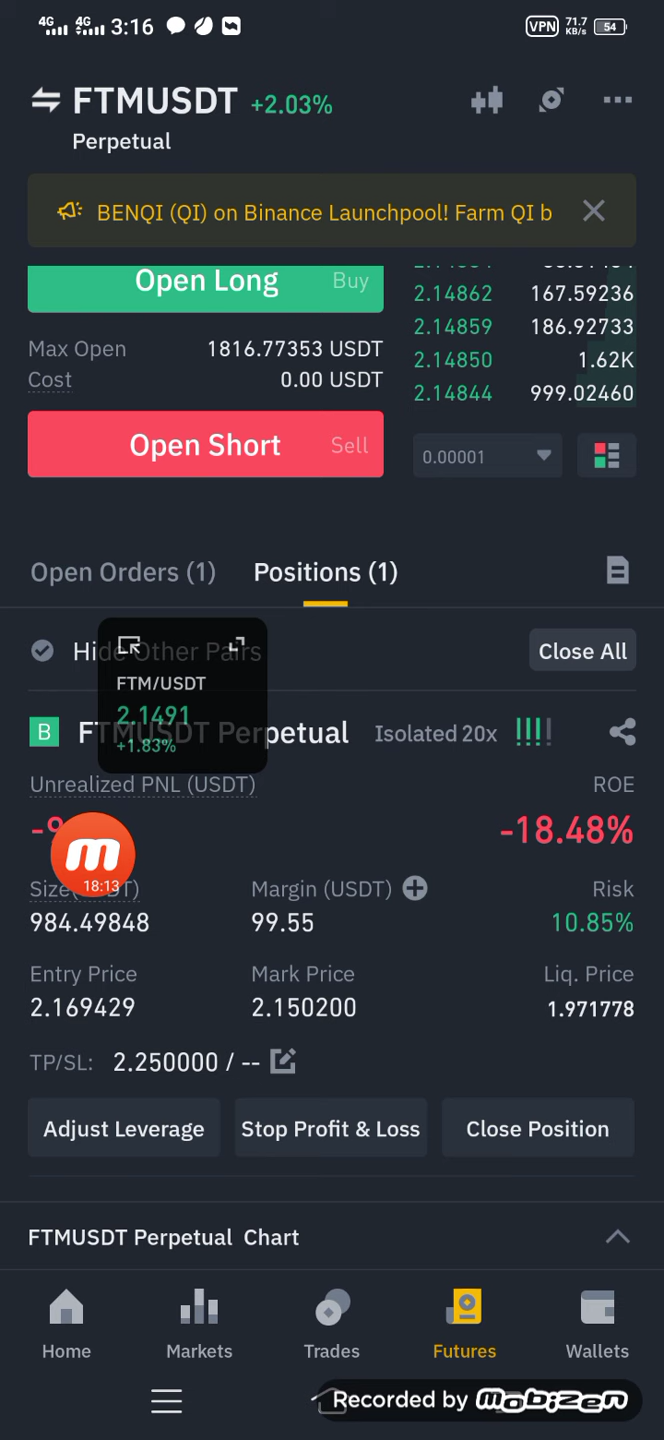 4G 4G 3:16 VPN 71.7 KB/s 54
FTMUSDT +2.03%
Perpetual
BENQI (QI) on Binance Launchpool! Farm QI b
Open Long Buy
2.14862 167.59236
2.14859 186.92733
Max Open 1816.77353 USDT
2.14850 1.62K
Cost 0.00 USDT
2.14844 999.02460
Open Short Sell
0.00001
Open Orders (1) Positions (1)
Hide Other Pairs Close All
FTM/USDT
2.1491
+1.83%
B FTMUSDT Perpetual Isolated 20x !!!!
Unrealized PNL (USDT) ROE
-18.48%
m
18:13
Size Margin (USDT) Risk
984.49848 99.55 10.85%
Entry Price Mark Price Liq. Price
2.169429 2.150200 1.971778
TP/SL: 2.250000 / --
Adjust Leverage Stop Profit & Loss Close Position
FTMUSDT Perpetual Chart
Home Markets Trades Futures Wallets
Recorded by mobizen